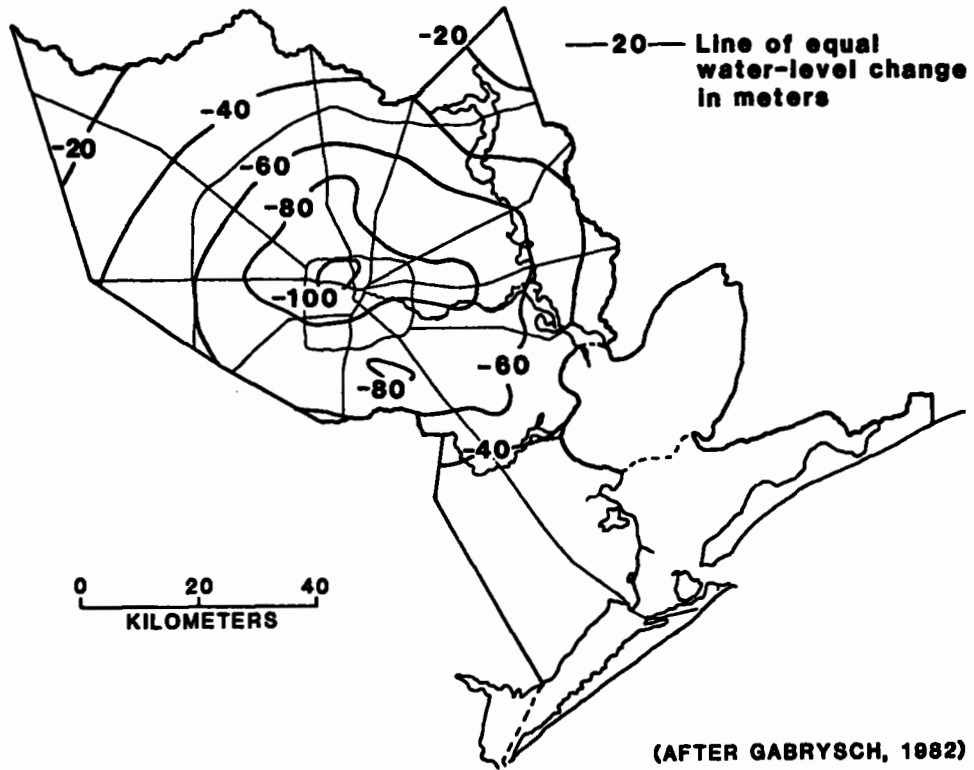 -20
—20— Line of equal
water-level change
in meters
-40
-20
-60
-80
-100
-60
-80
-40
0 20 40
KILOMETERS
(AFTER GABRYSCH, 1982)